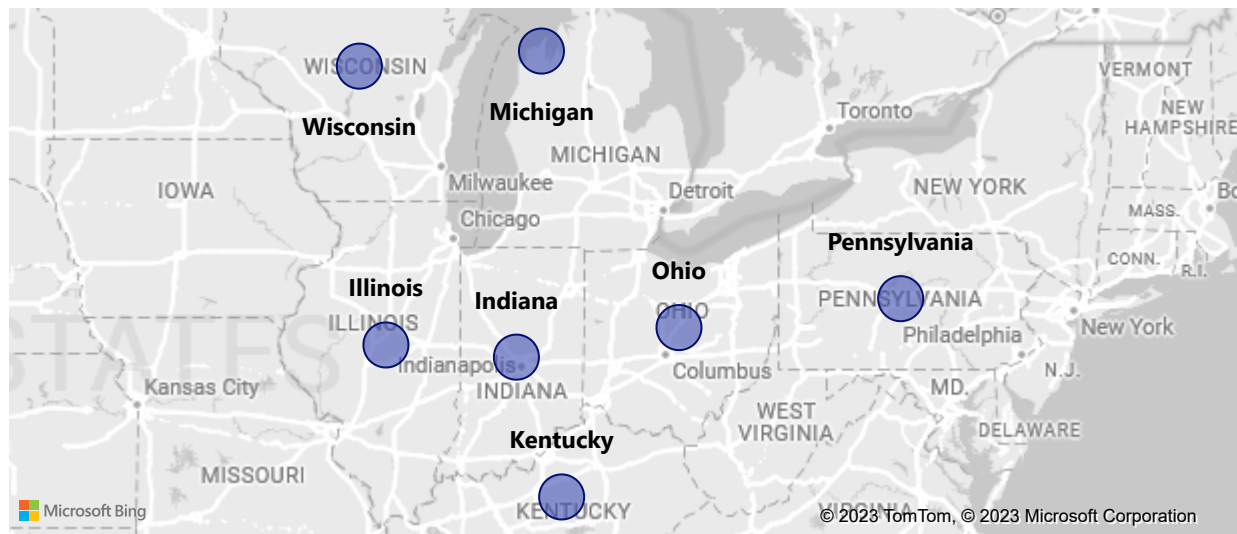 WISCONSIN
VERMONT
Michigan
NEW
HAMPSHIRE
Toronto
Wisconsin
MICHIGAN
Milwaukee
IOWA
Detroit
NEW YORK
Bo
MASS.
Chicago
Pennsylvania
CONN.
R.I.
Ohio
Illinois
Indiana
PENNSYLVANIA
OHIO
ILLINOIS
STATES
New York
Philadelphia
Indianapolis
Columbus
N.J.
Kansas City
INDIANA
MD.
WEST
VIRGINIA
DELAWARE
Kentucky
MISSOURI
KENTUCKY
VIRGINIA
Microsoft Bing
© 2023 TomTom, © 2023 Microsoft Corporation